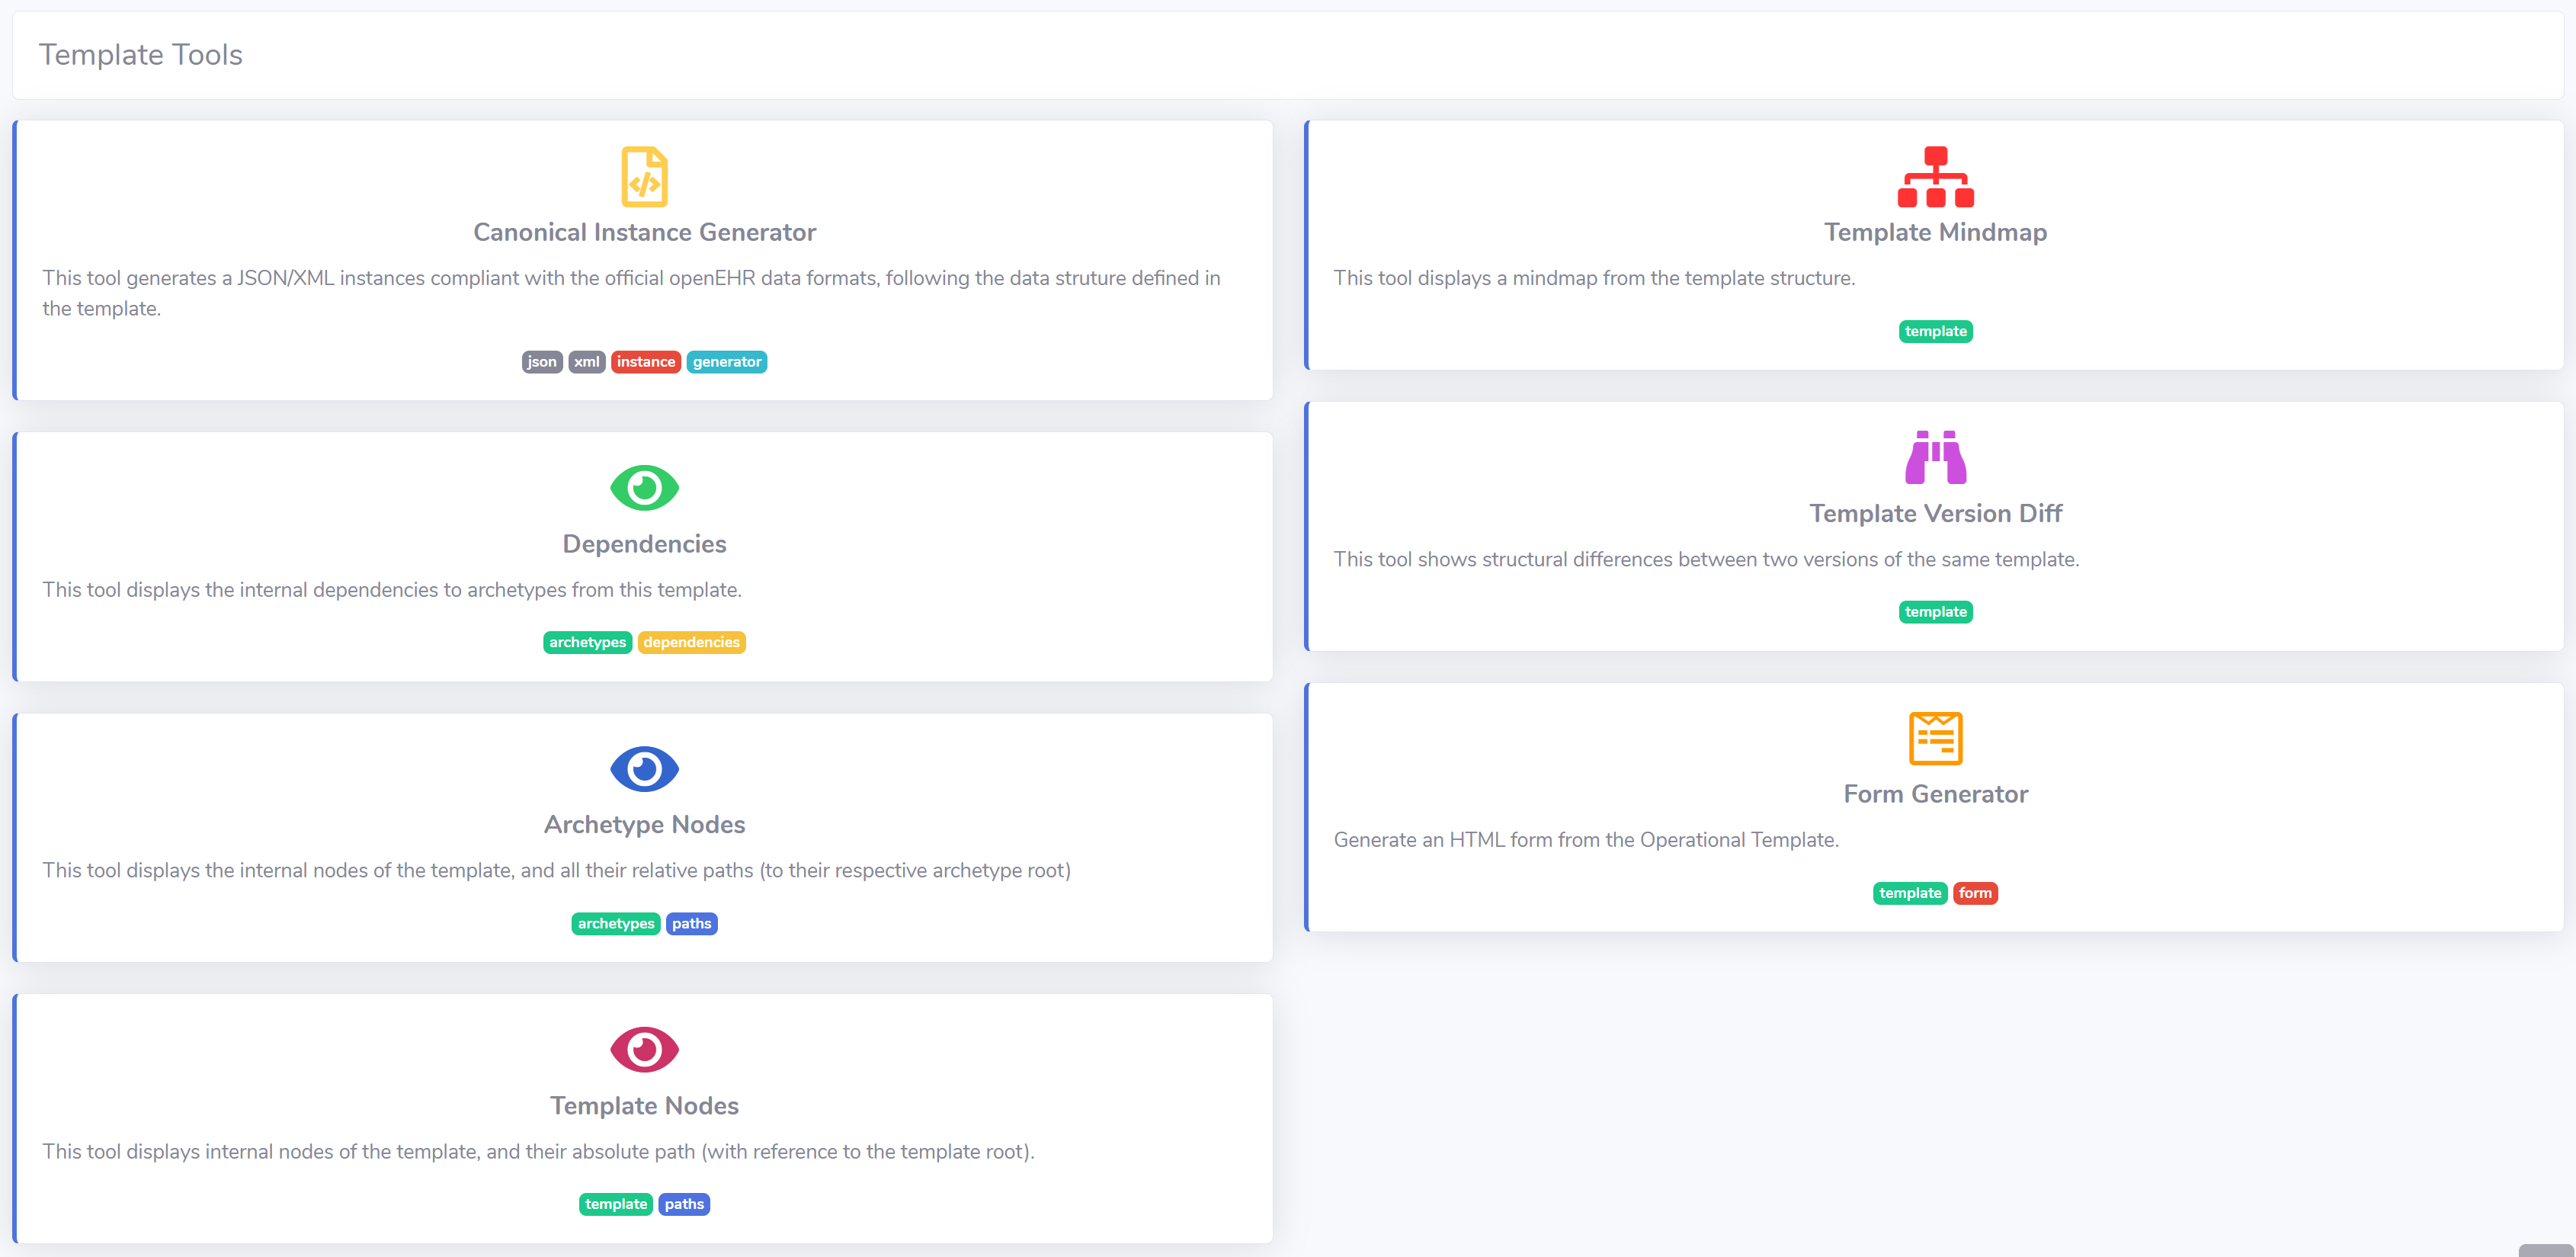 Template Tools
Canonical Instance Generator
This tool generates a JSON/XML instances compliant with the official openEHR data formats, following the data struture defined in
the template.
json xml instance generator
Dependencies
This tool displays the internal dependencies to archetypes from this template.
archetypes dependencies
Archetype Nodes
This tool displays the internal nodes of the template, and all their relative paths (to their respective archetype root)
archetypes paths
Template Nodes
This tool displays internal nodes of the template, and their absolute path (with reference to the template root).
template paths
Template Mindmap
This tool displays a mindmap from the template structure.
template
Template Version Diff
This tool shows structural differences between two versions of the same template.
template
Form Generator
Generate an HTML form from the Operational Template.
template form